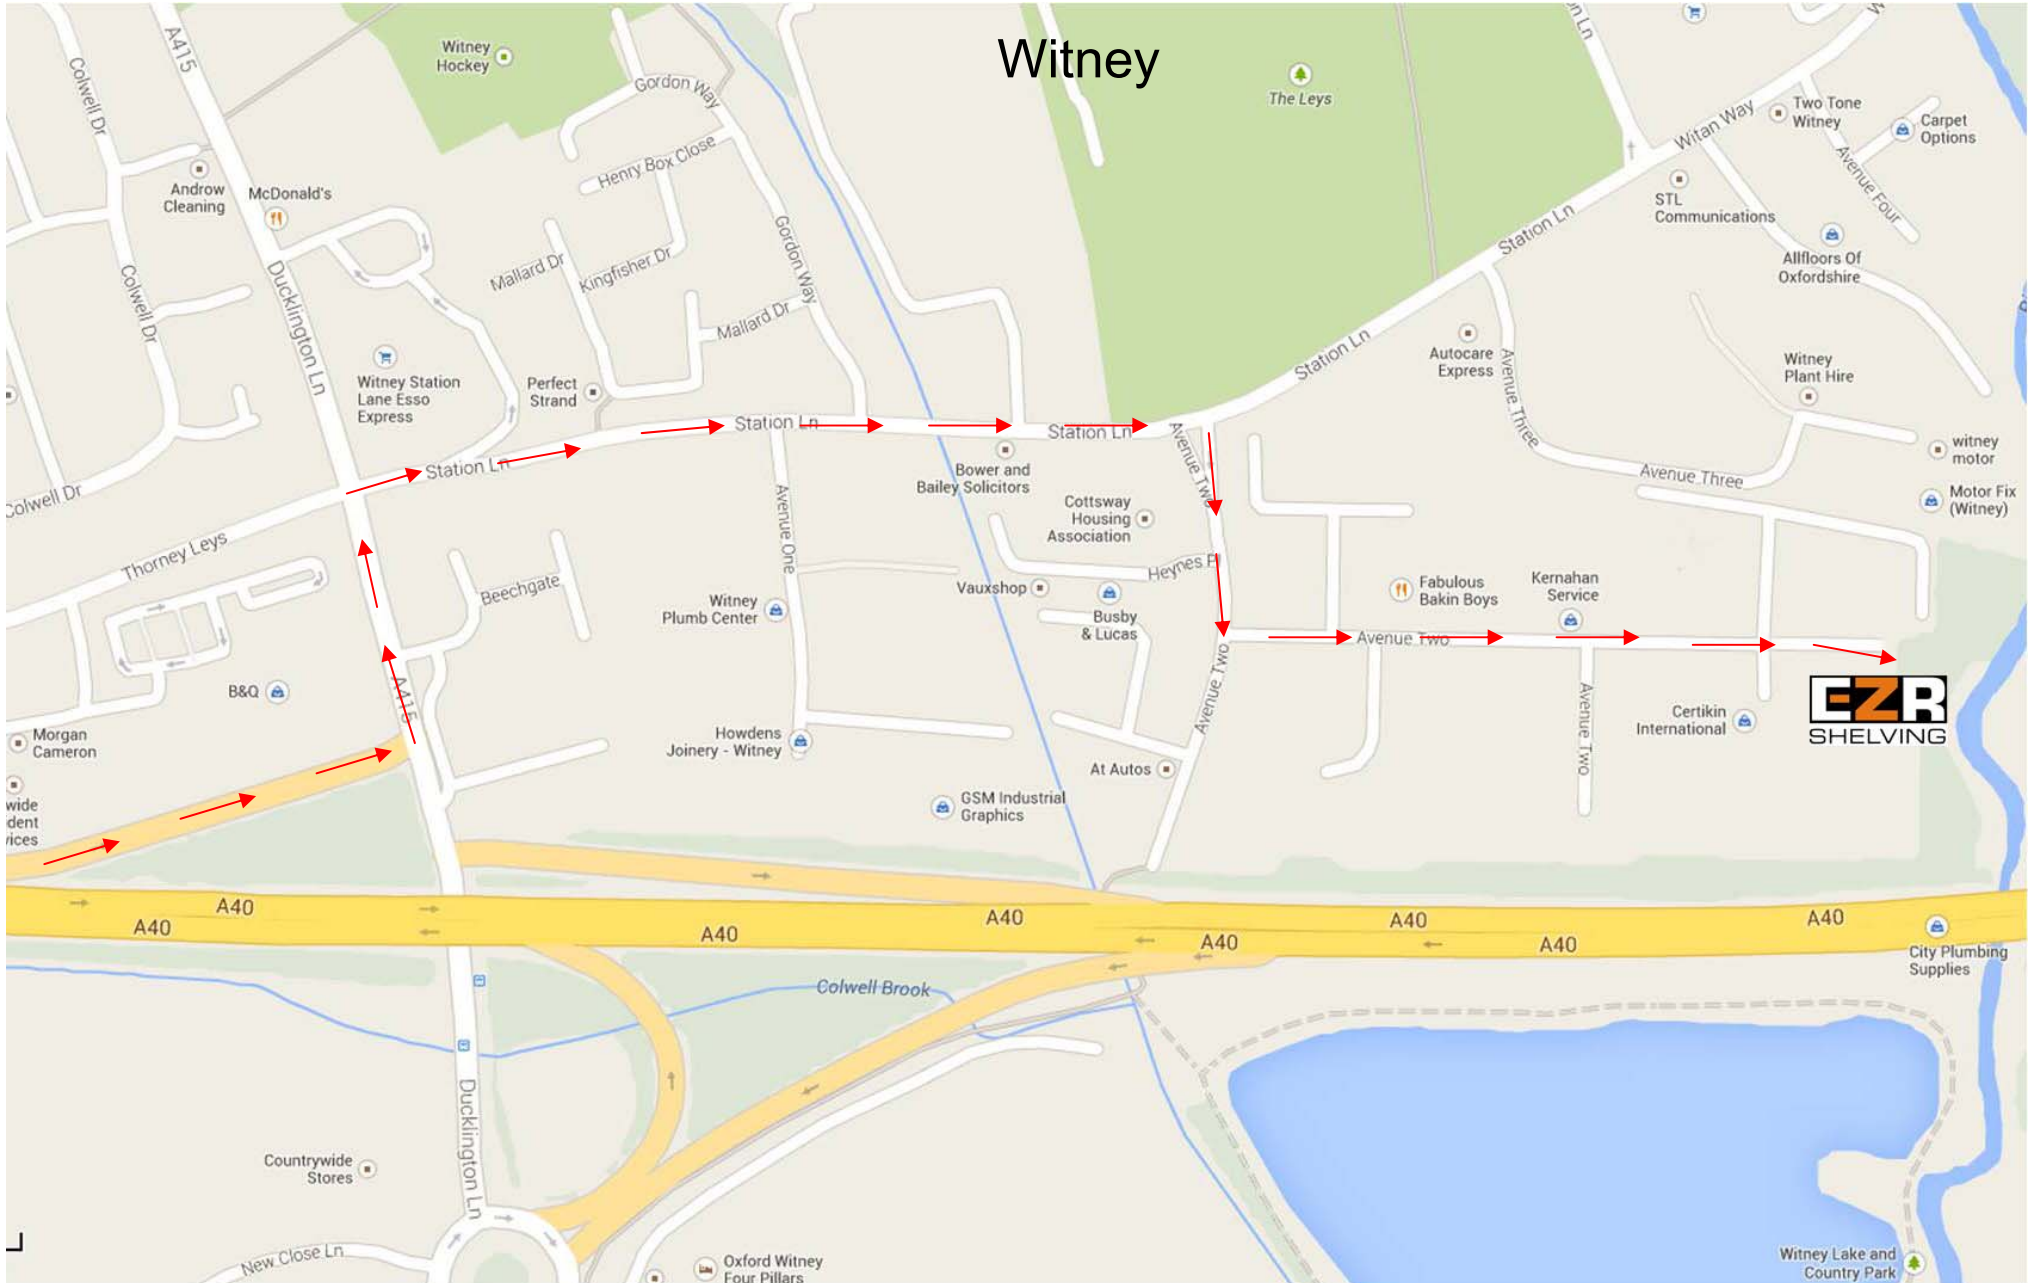 Witney
A415
Colwell Dr
Witney
Hockey
Gordon Way
The Leys
Witan Way
Two Tone
Witney
Carpet
Options
Avenue Four
Henry Box Close
Androw
Cleaning
McDonald's
STL
Communications
Station Ln
Allfloors Of
Oxfordshire
Gordon Way
Mallard Dr
Kingfisher Dr
Mallard Dr
Colwell Dr
Ducklington Ln
Witney Station
Lane Esso
Express
Perfect
Strand
Station Ln
Autocare
Express
Avenue Three
Witney
Plant Hire
witney
motor
Motor Fix
(Witney)
Avenue Three
Station Ln
Station Ln
Station Ln
Avenue Two
Bower and
Bailey Solicitors
Cottsway
Housing
Association
Colwell Dr
Thorney Leys
Avenue One
Beechgate
Heynes Pl
Vauxshop
Busby
& Lucas
Witney
Plumb Center
Fabulous
Bakin Boys
Kernahan
Service
Avenue Two
Avenue Two
Avenue Two
B&Q
A415
Morgan
Cameron
Howdens
Joinery - Witney
At Autos
Certikin
International
EZR
SHELVING
wide
dent
vices
GSM Industrial
Graphics
A40
A40
A40
A40
A40
A40
A40
A40
City Plumbing
Supplies
Colwell Brook
Ducklington Ln
Countrywide
Stores
New Close Ln
Oxford Witney
Four Pillars
Witney Lake and
Country Park